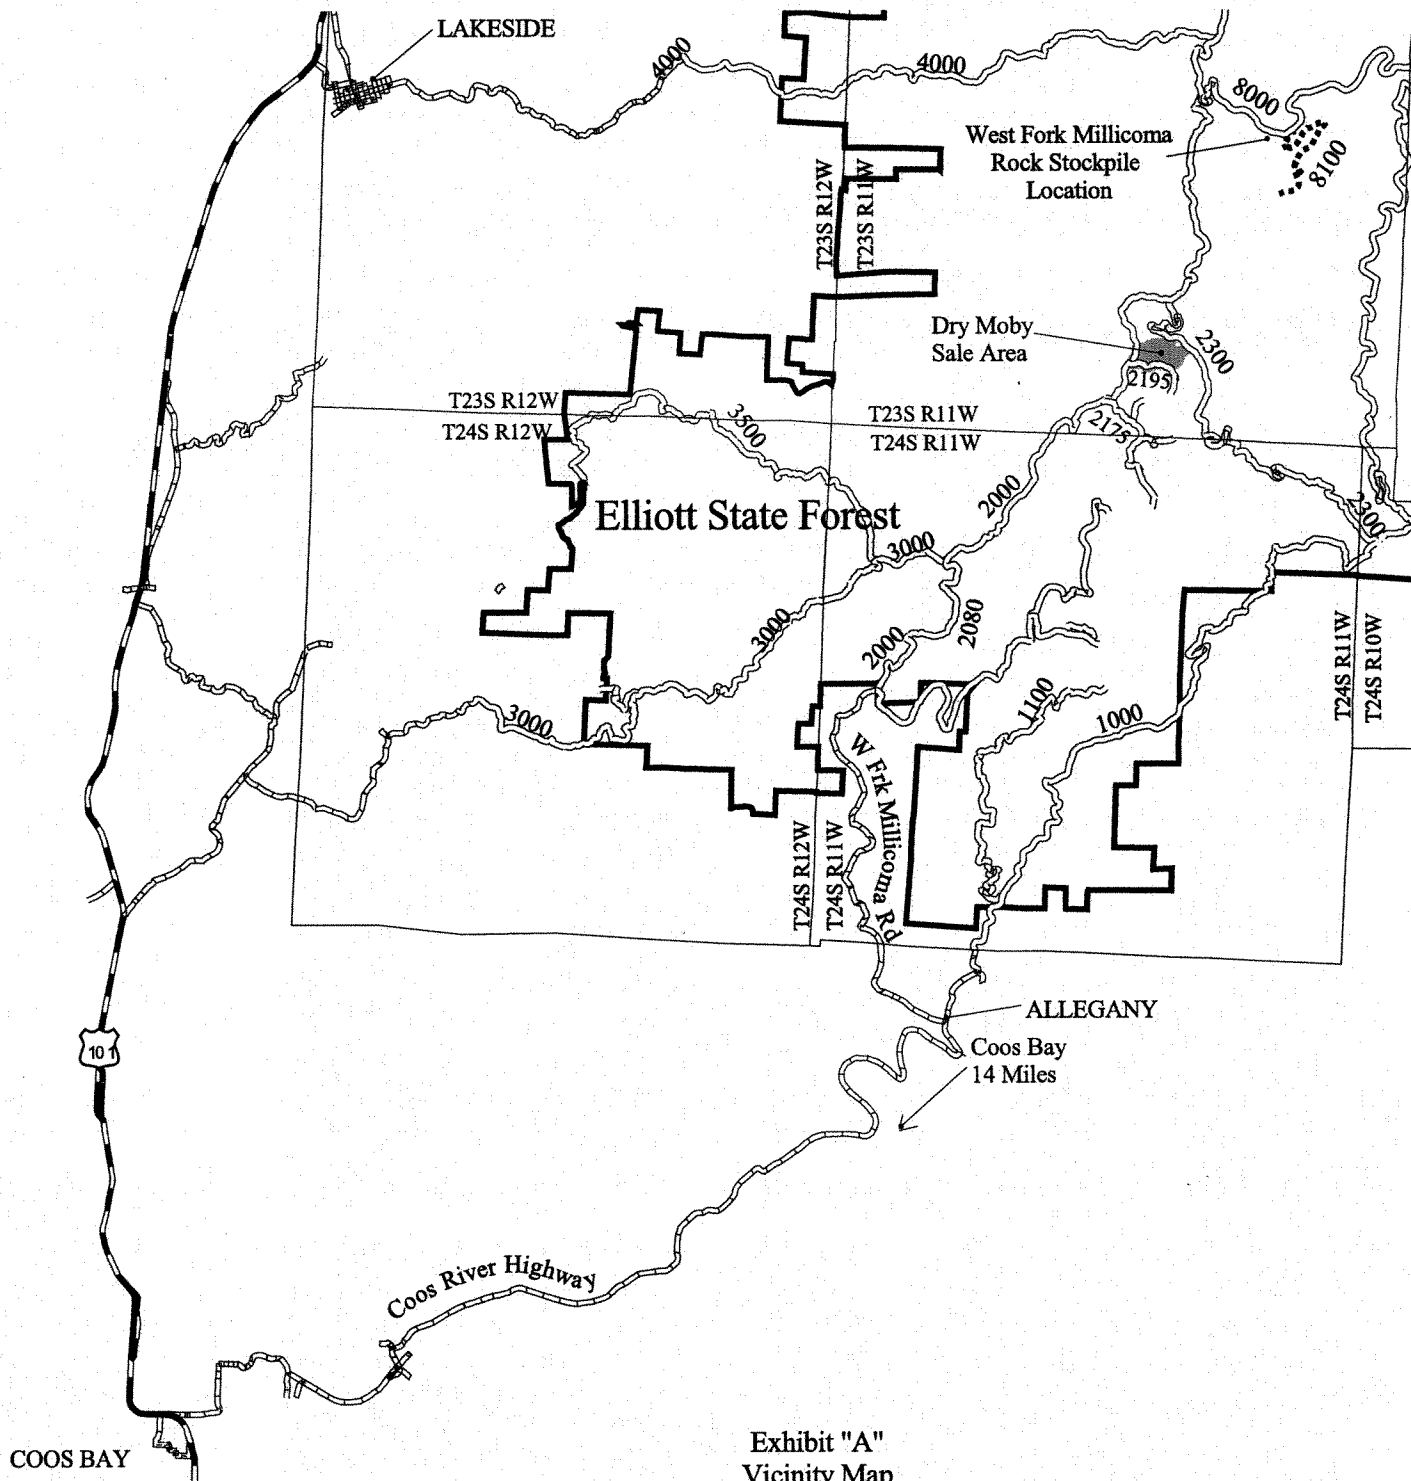 LAKESIDE
4000
4000
8000
West Fork Millicoma
Rock Stockpile
Location
8100
T23S R12W
T23S R11W
Dry Moby
Sale Area
2300
2195
T23S R12W
T24S R12W
3500
T23S R11W
T24S R11W
2175
2000
Elliott State Forest
2300
3000
3000
2080
2000
T24S R11W
T24S R10W
3000
1100
1000
W Frk Millicoma Rd
T24S R12W
T24S R11W
101
ALLEGANY
Coos Bay
14 Miles
Coos River Highway
COOS BAY
Exhibit "A"
Vicinity Map